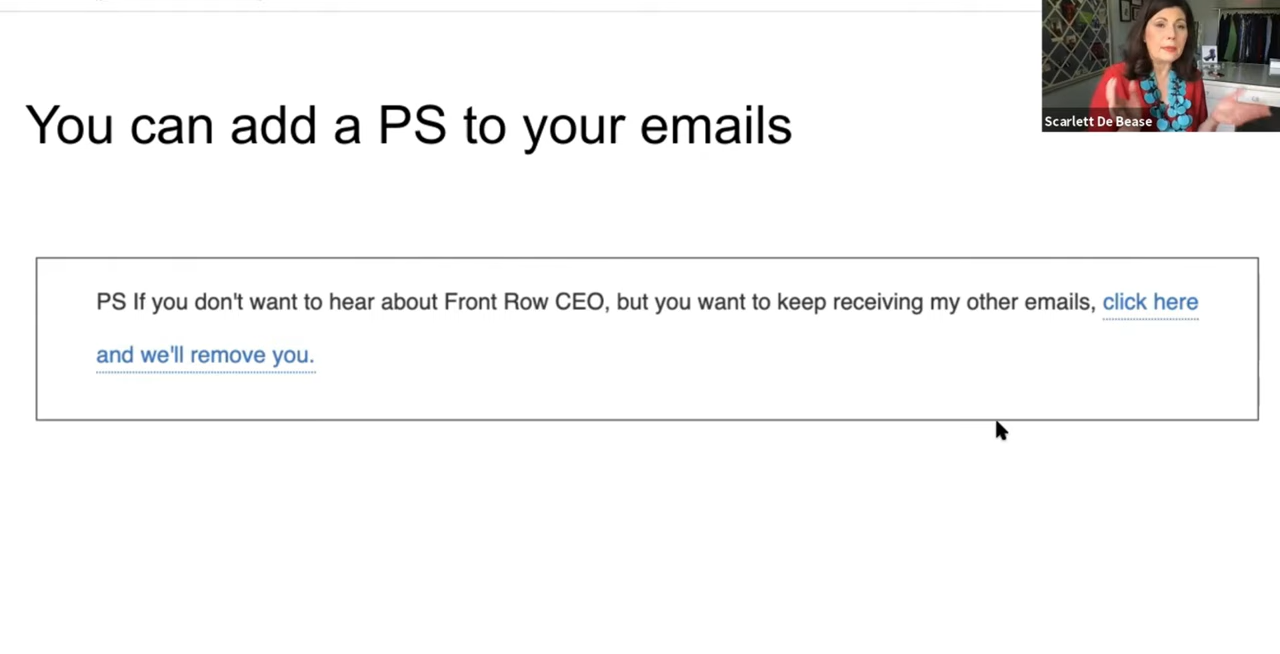 You can add a PS to your emails
Scarlett De Bease
PS If you don't want to hear about Front Row CEO, but you want to keep receiving my other emails, click here
and we'll remove you.